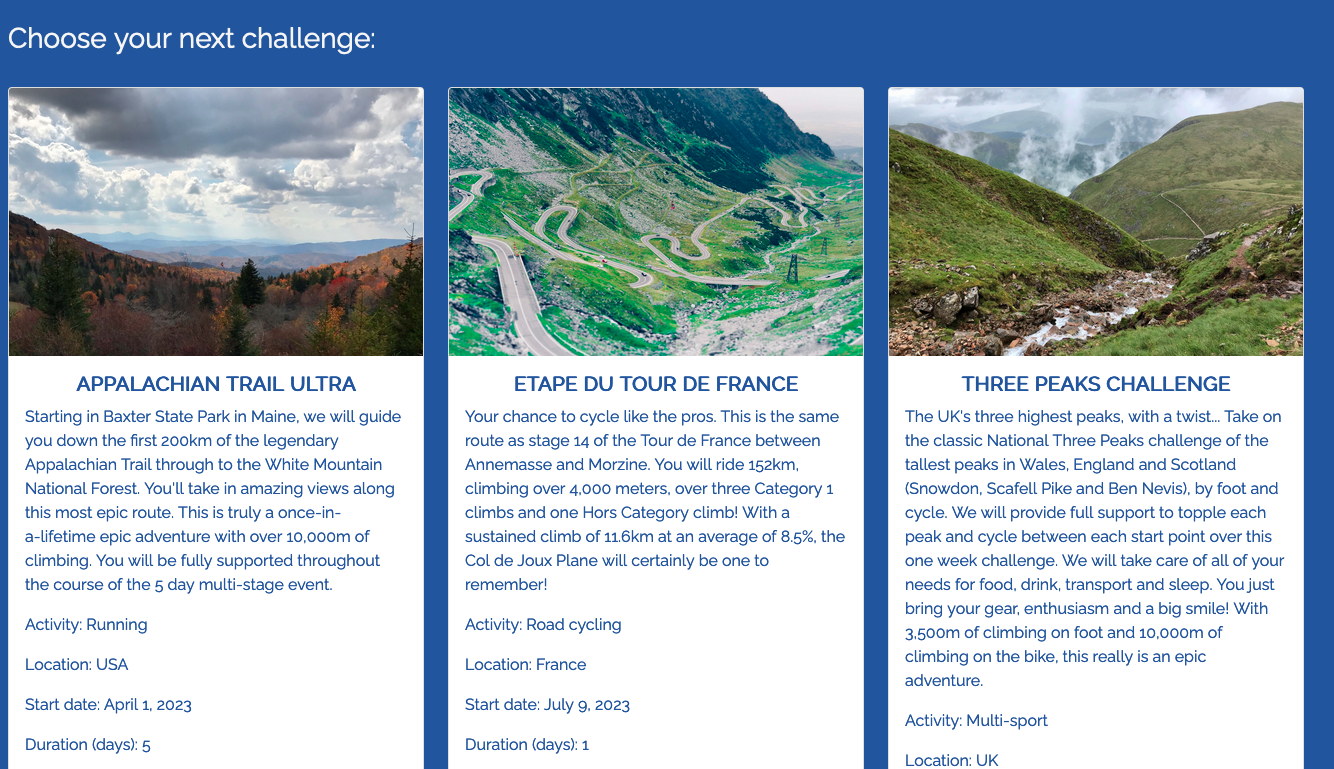 Choose your next challenge:
APPALACHIAN TRAIL ULTRA
Starting in Baxter State Park in Maine, we will guide
you down the first 200km of the legendary
Appalachian Trail through to the White Mountain
National Forest. You'll take in amazing views along
this most epic route. This is truly a once-in-
a-lifetime epic adventure with over 10,000m of
climbing. You will be fully supported throughout
the course of the 5 day multi-stage event.
Activity: Running
Location: USA
Start date: April 1, 2023
Duration (days): 5
ETAPE DU TOUR DE FRANCE
Your chance to cycle like the pros. This is the same
route as stage 14 of the Tour de France between
Annemasse and Morzine. You will ride 152km,
climbing over 4,000 meters, over three Category 1
climbs and one Hors Category climb! With a
sustained climb of 11.6km at an average of 8.5%, the
Col de Joux Plane will certainly be one to
remember!
Activity: Road cycling
Location: France
Start date: July 9, 2023
Duration (days): 1
THREE PEAKS CHALLENGE
The UK's three highest peaks, with a twist... Take on
the classic National Three Peaks challenge of the
tallest peaks in Wales, England and Scotland
(Snowdon, Scafell Pike and Ben Nevis), by foot and
cycle. We will provide full support to topple each
peak and cycle between each start point over this
one week challenge. We will take care of all of your
needs for food, drink, transport and sleep. You just
bring your gear, enthusiasm and a big smile! With
3,500m of climbing on foot and 10,000m of
climbing on the bike, this really is an epic
adventure.
Activity: Multi-sport
Location: UK